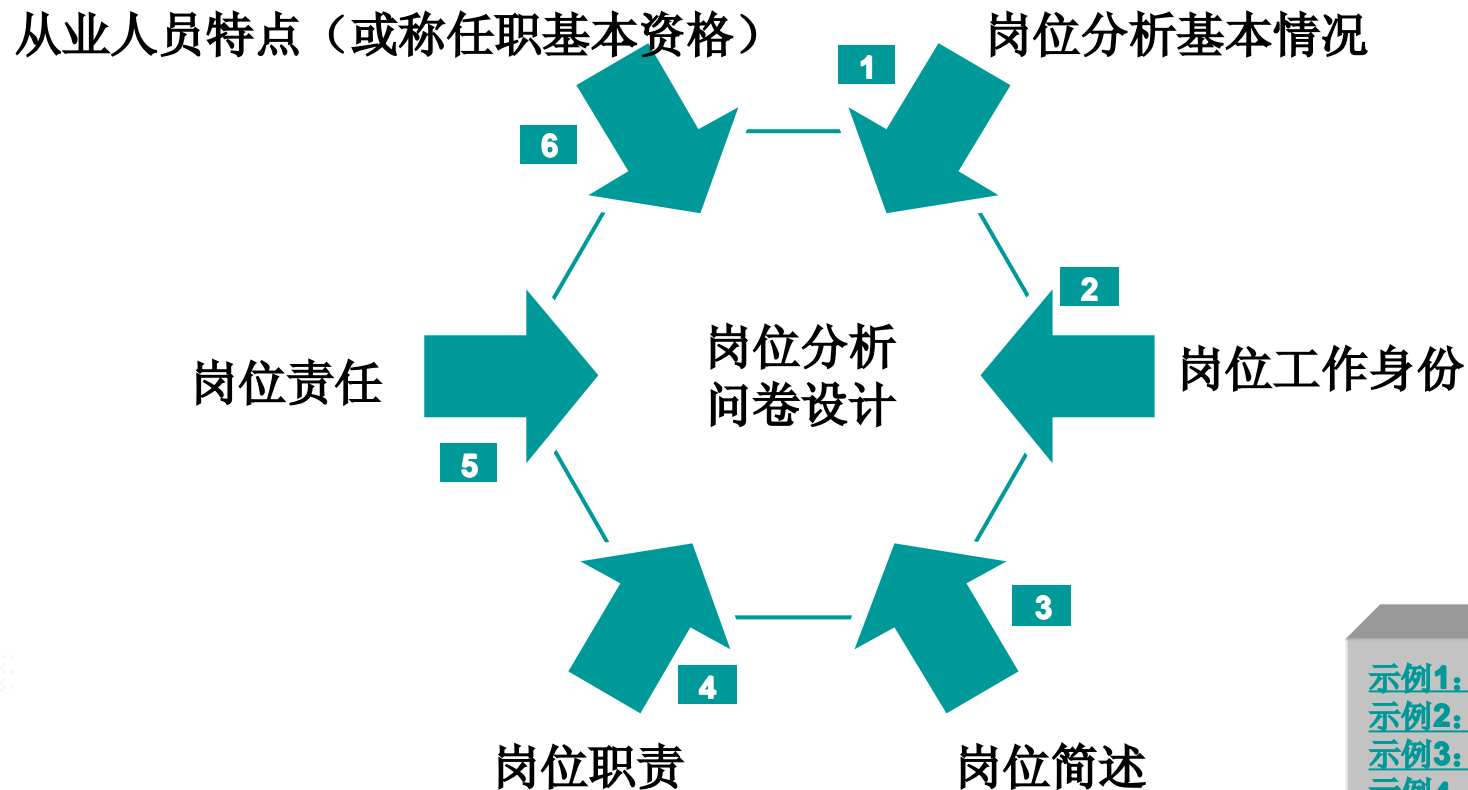 从业人员特点（或称任职基本资格）
岗位分析基本情况
1
6
2
岗位分析
问卷设计
岗位工作身份
岗位责任
5
3
4
岗位职责
岗位简述
示例1：
示例2：
示例3：
示例4